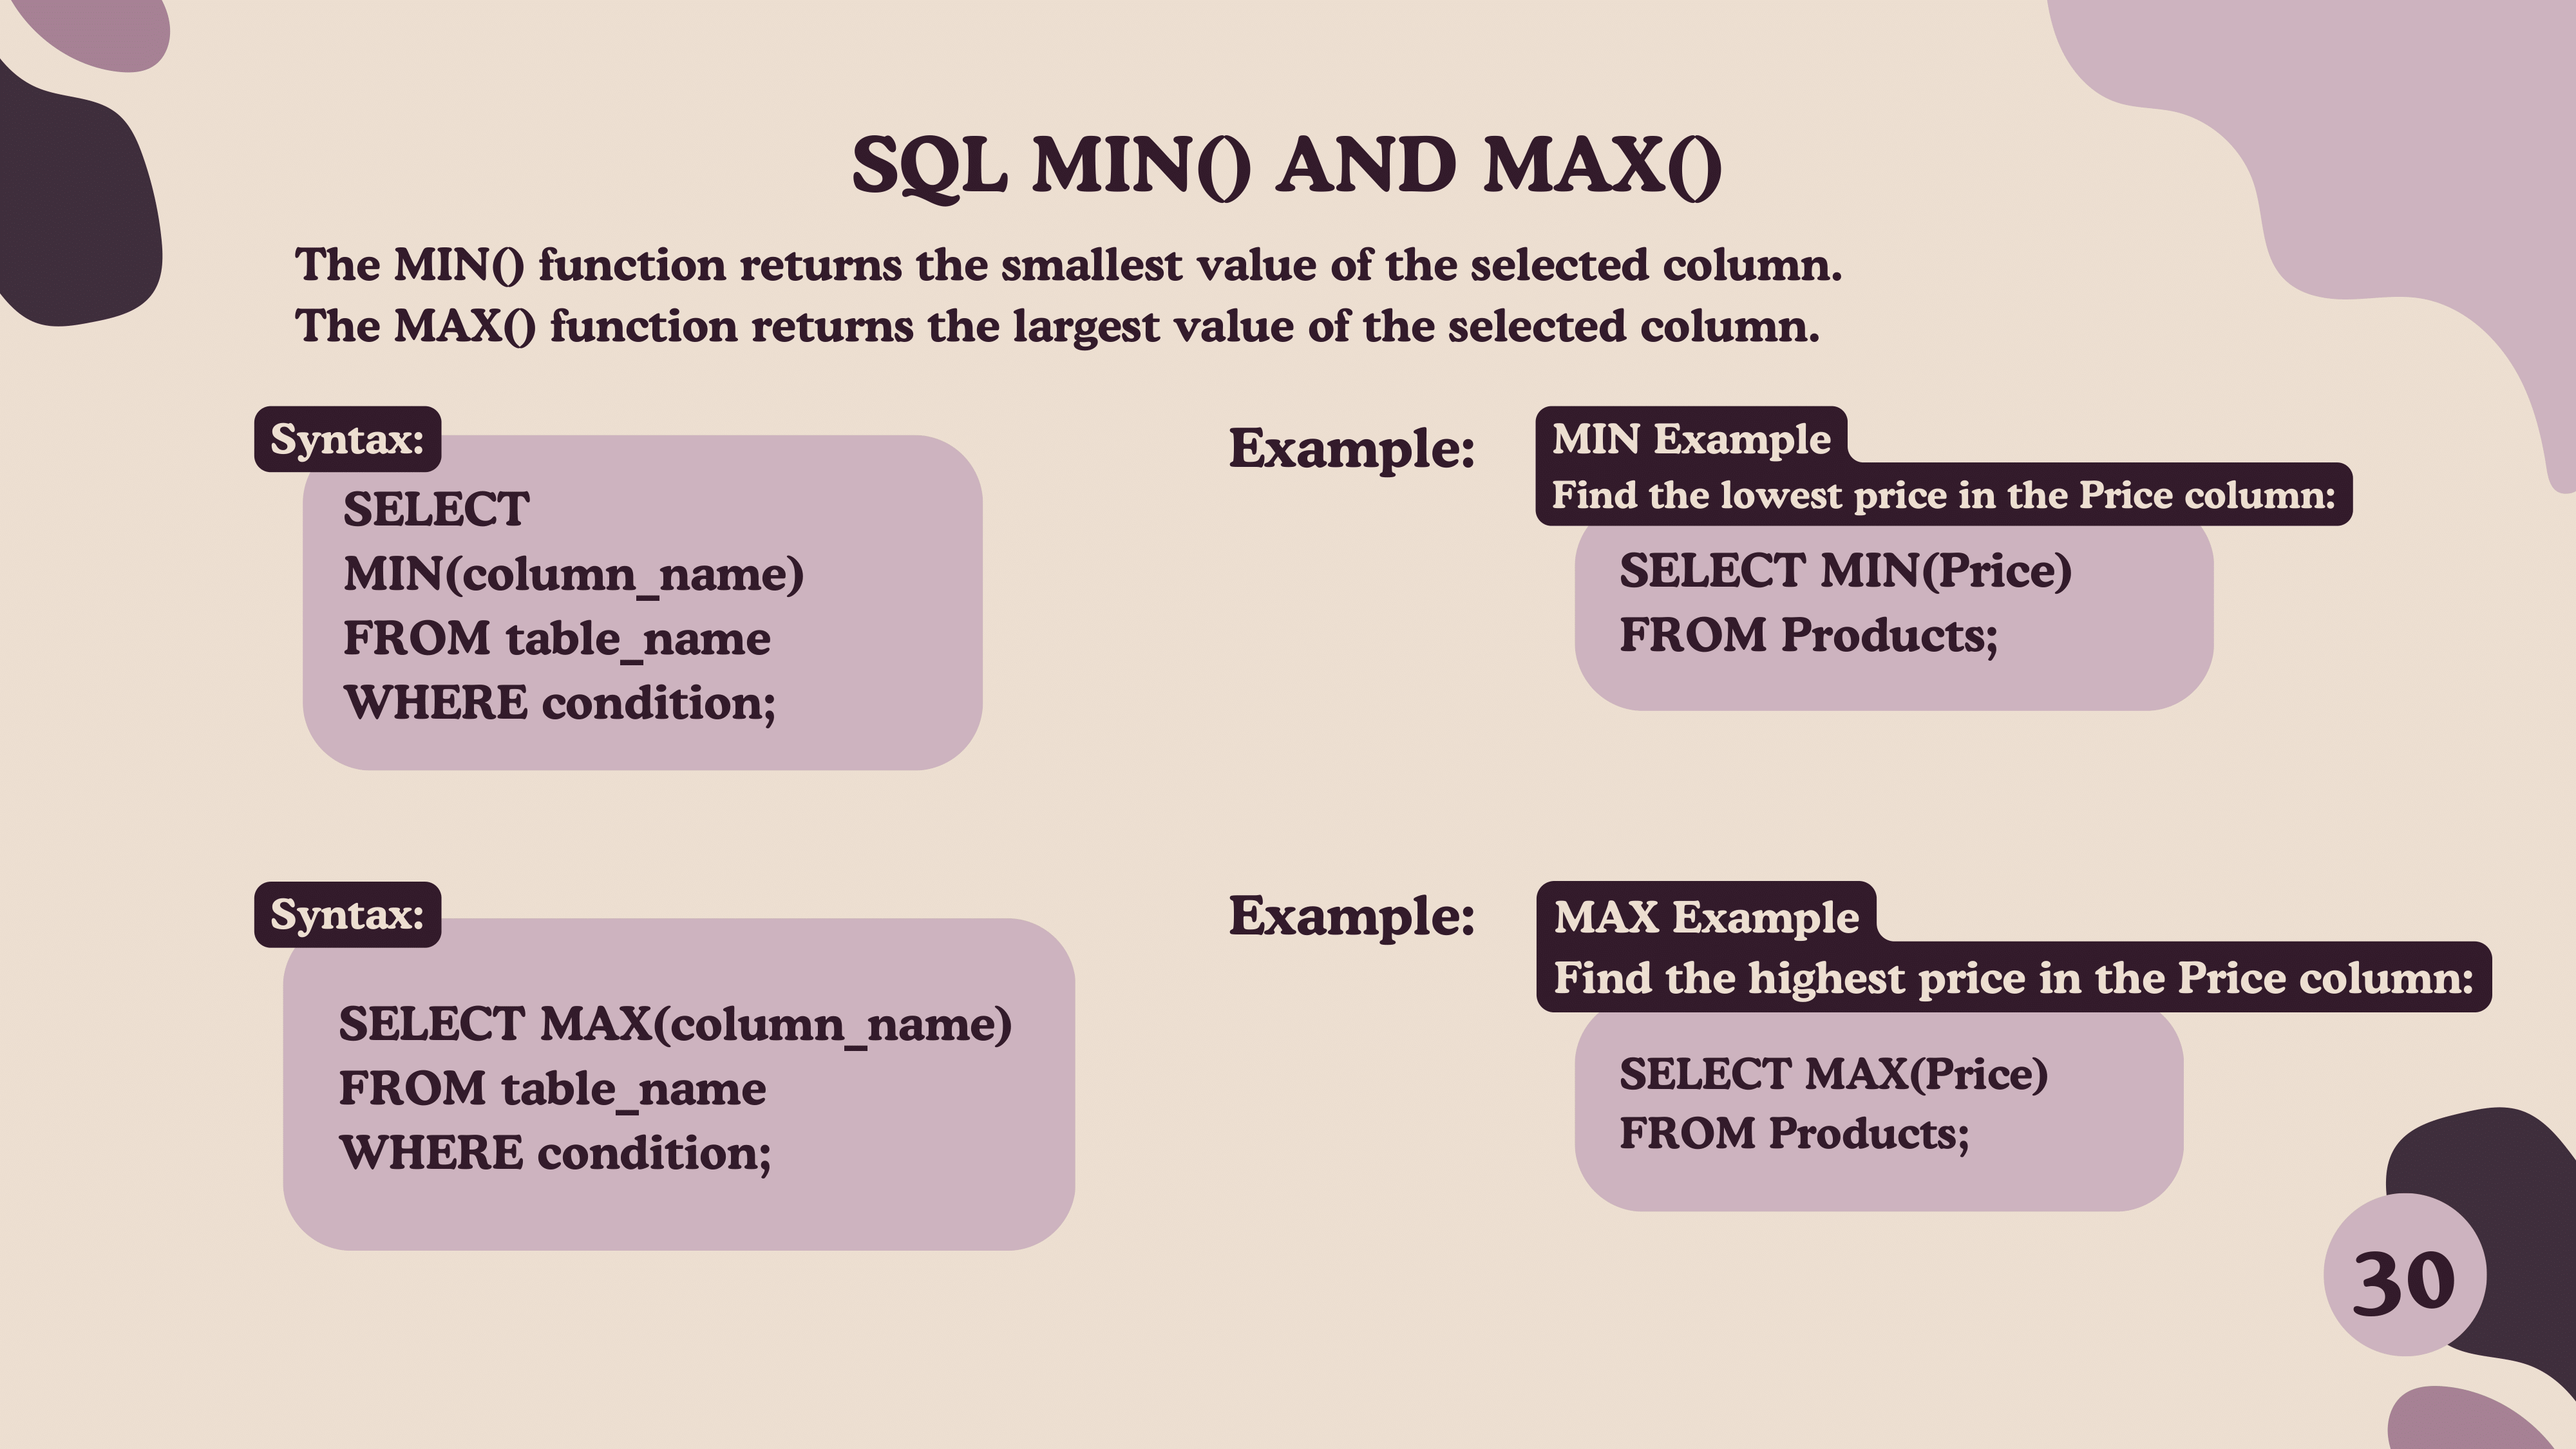 SQL MIN() AND MAX()
The MIN() function returns the smallest value of the selected column.
The MAX() function returns the largest value of the selected column.
Syntax:
SELECT
MIN(column_name)
FROM table_name
WHERE condition;
Example:
MIN Example
Find the lowest price in the Price column:
SELECT MIN(Price)
FROM Products;
Syntax:
SELECT MAX(column_name)
FROM table_name
WHERE condition;
Example:
MAX Example
Find the highest price in the Price column:
SELECT MAX(Price)
FROM Products;
30